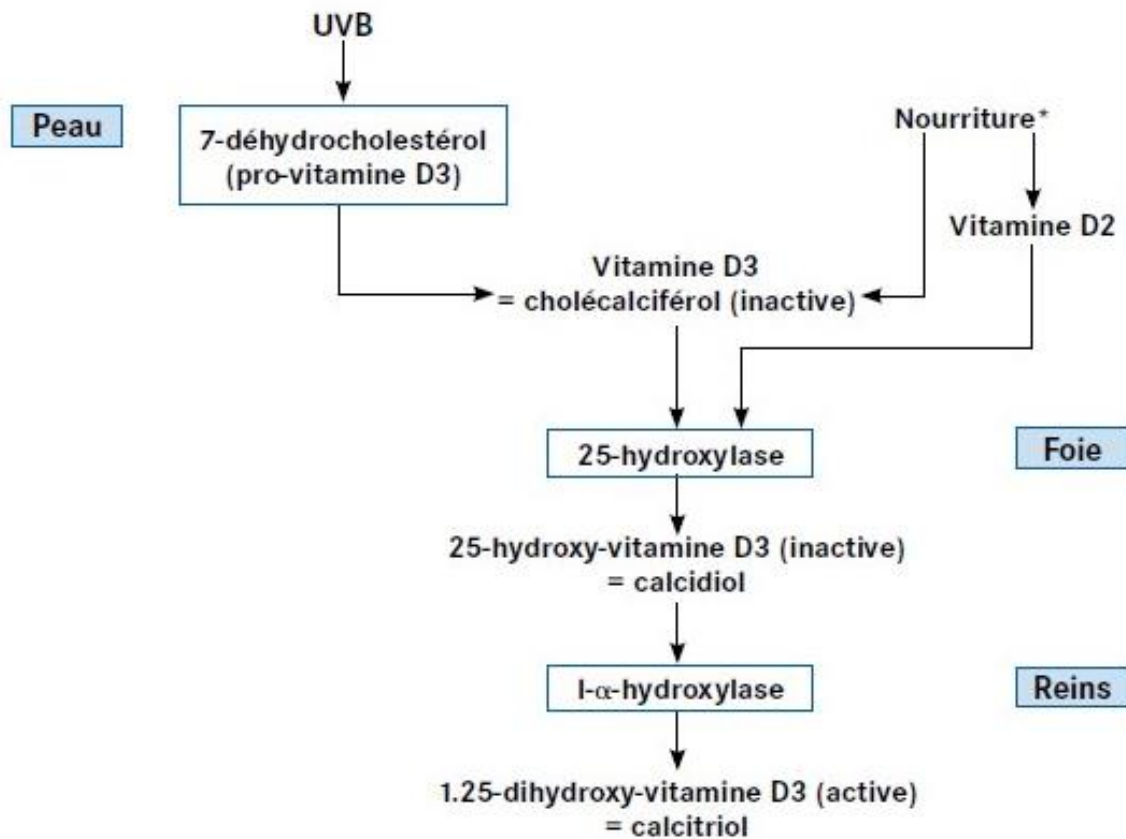 UVB
Peau
7-déhydrocholestérol
(pro-vitamine D3)
Nourriture*
Vitamine D2
Vitamine D3
= cholécalciférol (inactive)
25-hydroxylase
Foie
25-hydroxy-vitamine D3 (inactive)
= calcidiol
I-α-hydroxylase
Reins
1.25-dihydroxy-vitamine D3 (active)
= calcitriol